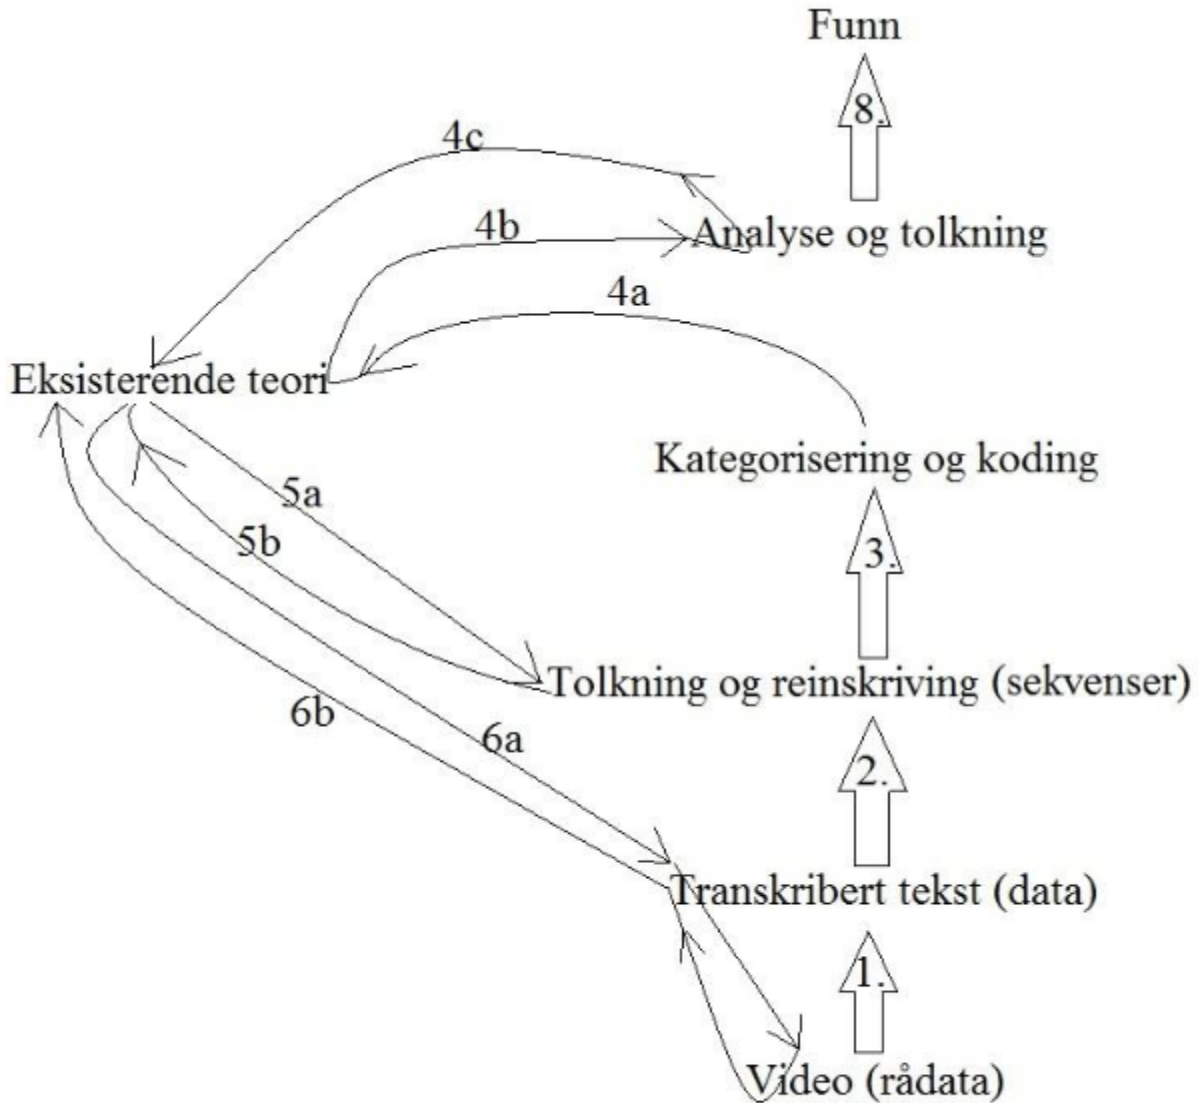 Funn
8.
4c
4b
Analyse og tolkning
4a
Eksisterende teori
Kategorisering og koding
5a
5b
3.
Tolkning og reinskriving (sekvenser)
6b
6a
2.
Transkribert tekst (data)
1.
Video (rådata)